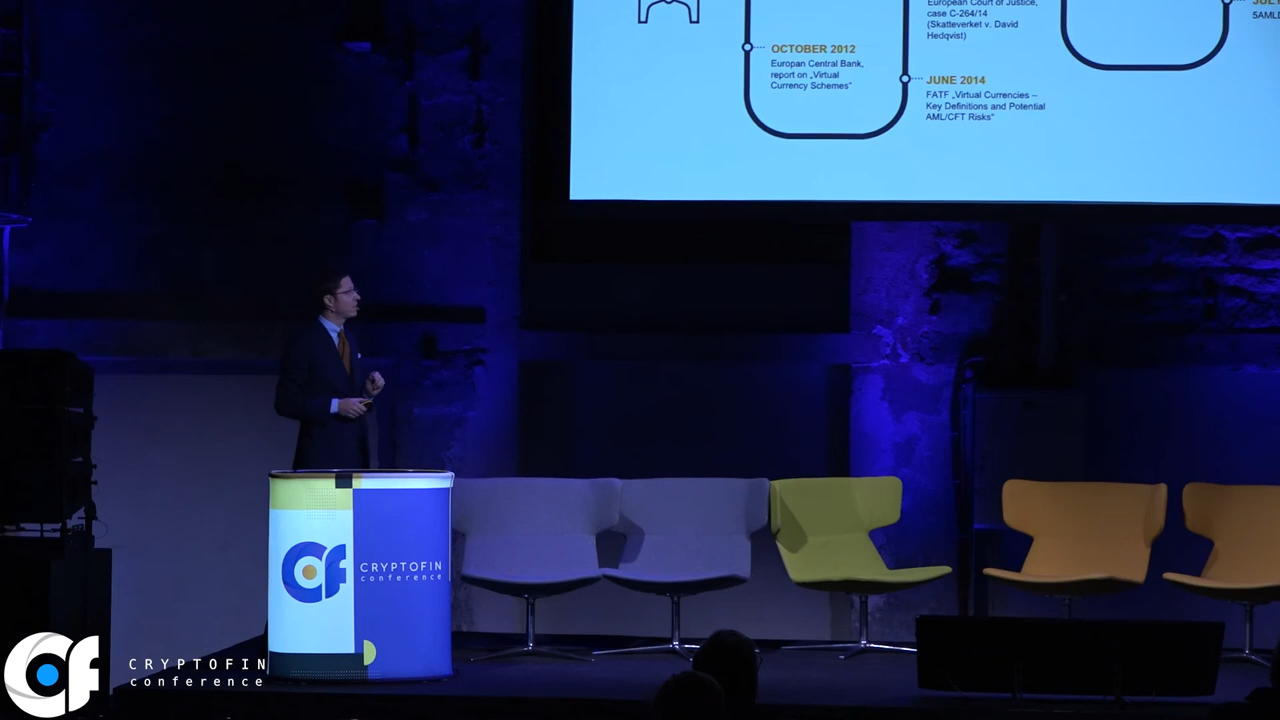 European Court of Justice,
case C-264/14
(Skatteverket v. David
Hedqvist)
OCTOBER 2012
Europan Central Bank,
report on „Virtual
Currency Schemes“
JUNE 2014
FATF „Virtual Currencies –
Key Definitions and Potential
AML/CFT Risks“
CRYPTOFIN
conference
CRYPTOFIN
conference